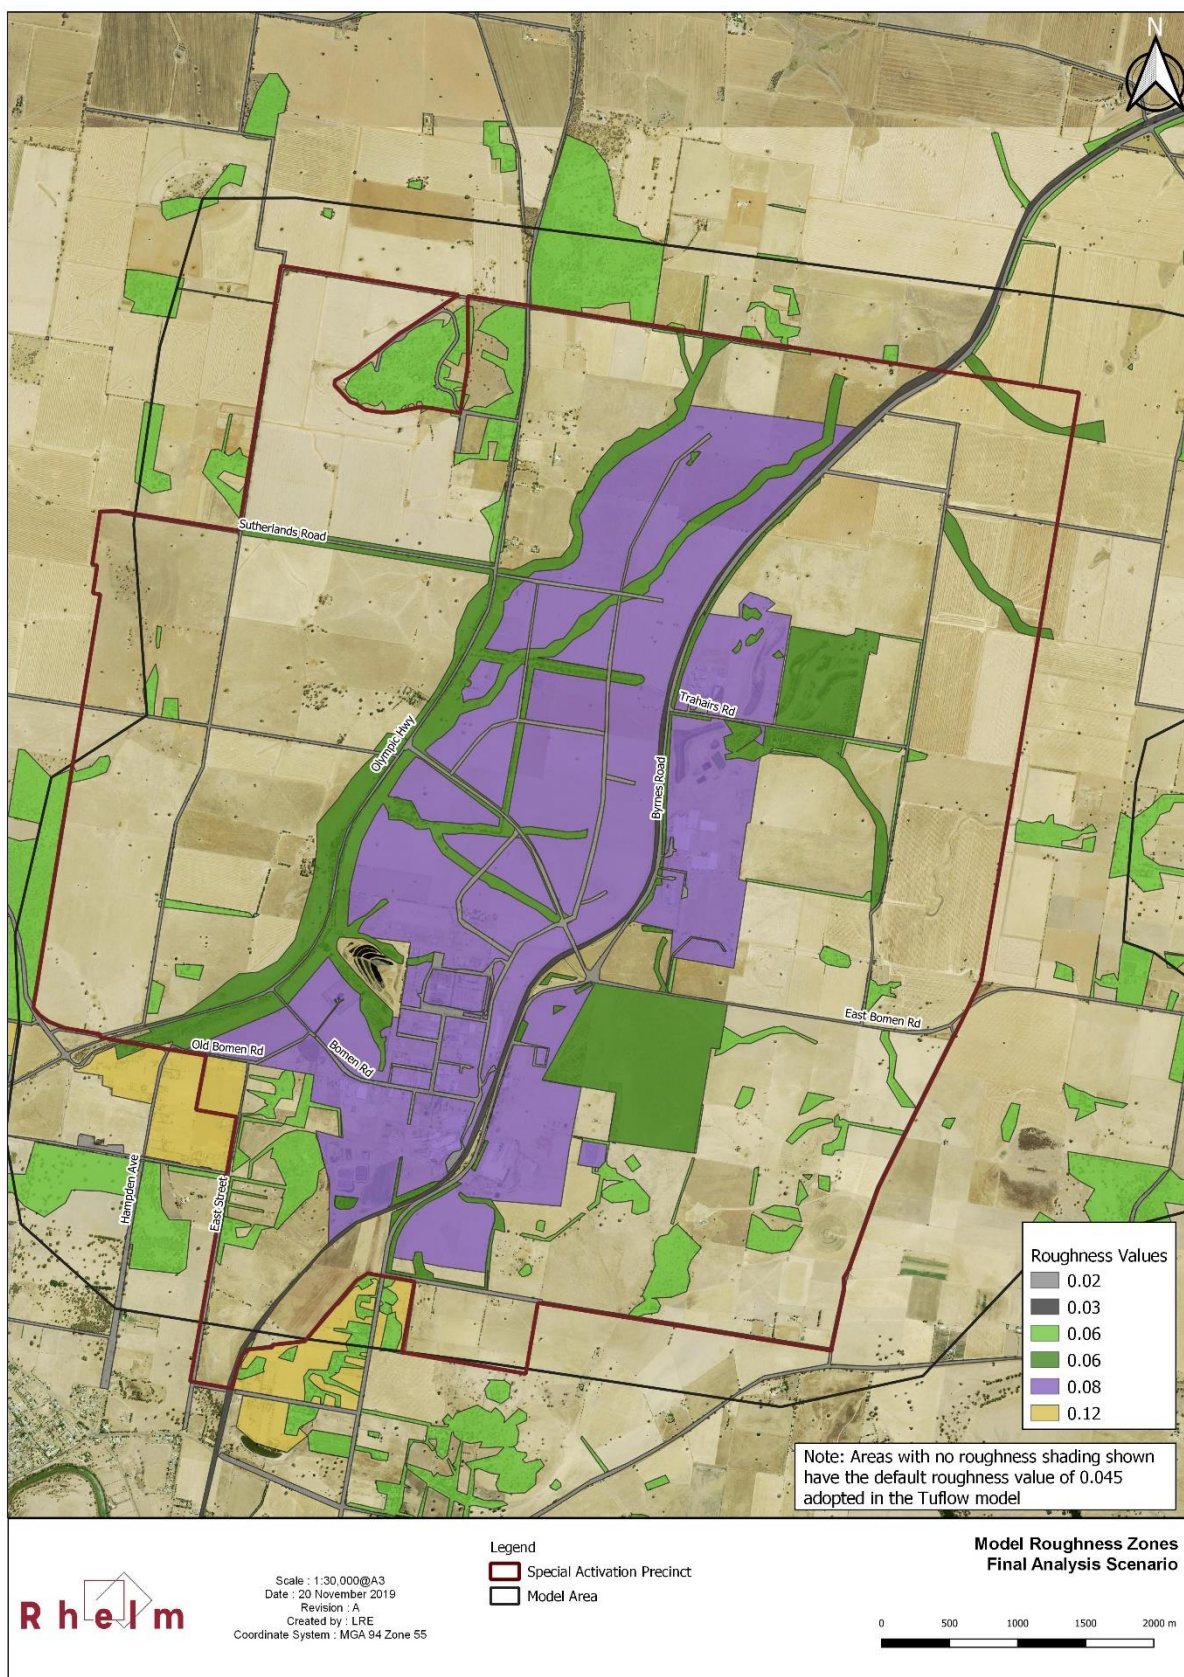 N
Sutherlands Road
Olympic Hwy
Trahairs Rd
Byrnes Road
East Bomen Rd
Old Bomen Rd
Bomen Rd
Hampden Ave
East Street
Roughness Values
0.02
0.03
0.06
0.06
0.08
0.12
Note: Areas with no roughness shading shown
have the default roughness value of 0.045
adopted in the Tuflow model
Rhelm
Scale : 1:30,000@A3
Date : 20 November 2019
Revision : A
Created by : LRE
Coordinate System : MGA 94 Zone 55
Legend
Special Activation Precinct
Model Area
Model Roughness Zones
Final Analysis Scenario
0 500 1000 1500 2000 m